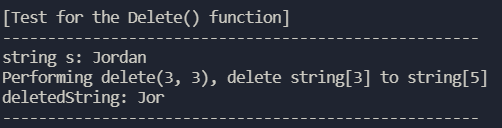 [Test for the Delete() function]
----------------------------------------------------
string s: Jordan
Performing delete(3, 3), delete string[3] to string[5]
deletedString: Jor
----------------------------------------------------